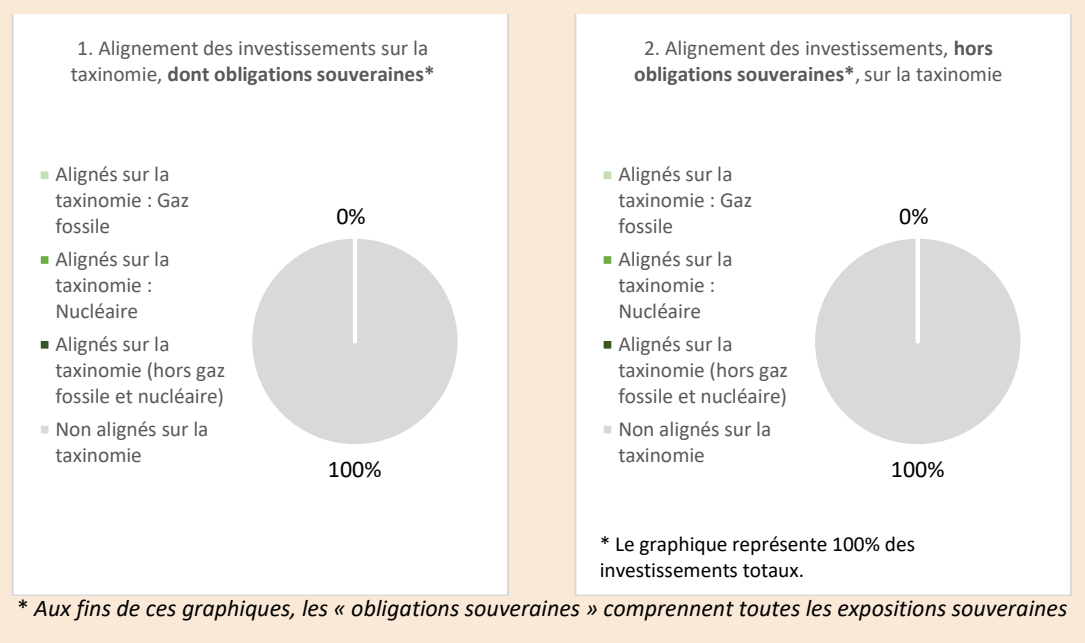 1. Alignement des investissements sur la
taxinomie, dont obligations souveraines*
Alignés sur la
taxinomie : Gaz
fossile
Alignés sur la
taxinomie :
Nucléaire
Alignés sur la
taxinomie (hors gaz
fossile et nucléaire)
Non alignés sur la
taxinomie
0%
100%
2. Alignement des investissements, hors
obligations souveraines*, sur la taxinomie
Alignés sur la
taxinomie : Gaz
fossile
Alignés sur la
taxinomie :
Nucléaire
Alignés sur la
taxinomie (hors gaz
fossile et nucléaire)
Non alignés sur la
taxinomie
0%
100%
* Le graphique représente 100% des
investissements totaux.
* Aux fins de ces graphiques, les « obligations souveraines » comprennent toutes les expositions souveraines